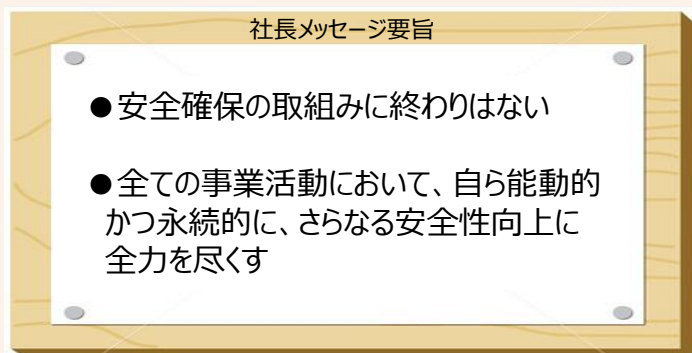 社長メッセージ要旨
●安全確保の取組みに終わりはない
●全ての事業活動において、自ら能動的
かつ永続的に、さらなる安全性向上に
全力を尽くす